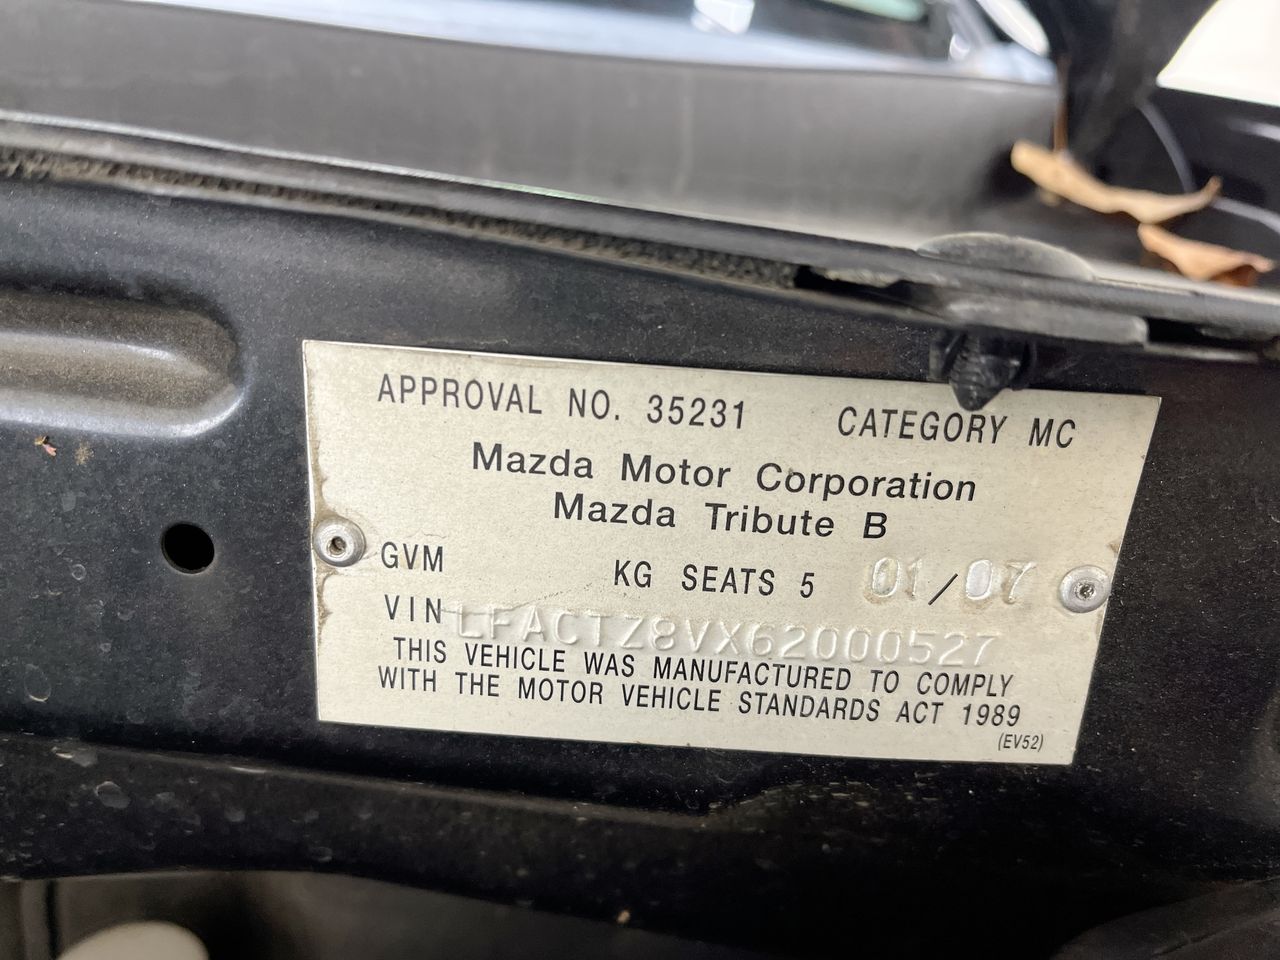 APPROVAL NO. 35231 CATEGORY MC
Mazda Motor Corporation
Mazda Tribute B
GVM KG SEATS 5 01/07
VIN LFACTZ8VX62000527
THIS VEHICLE WAS MANUFACTURED TO COMPLY
WITH THE MOTOR VEHICLE STANDARDS ACT 1989
(EV52)